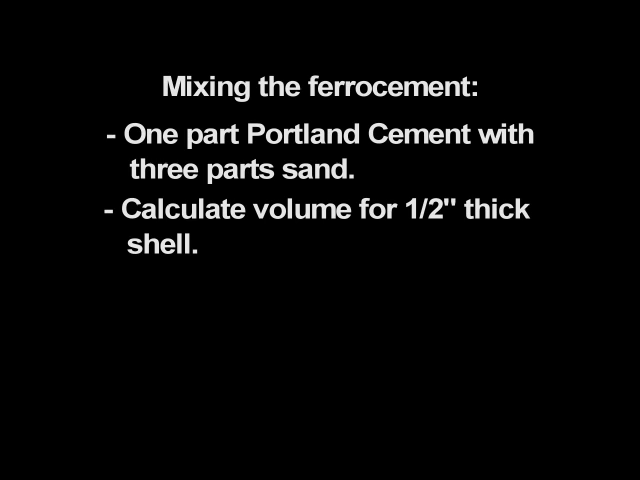 Mixing the ferrocement:
- One part Portland Cement with
three parts sand.
- Calculate volume for 1/2" thick
shell.